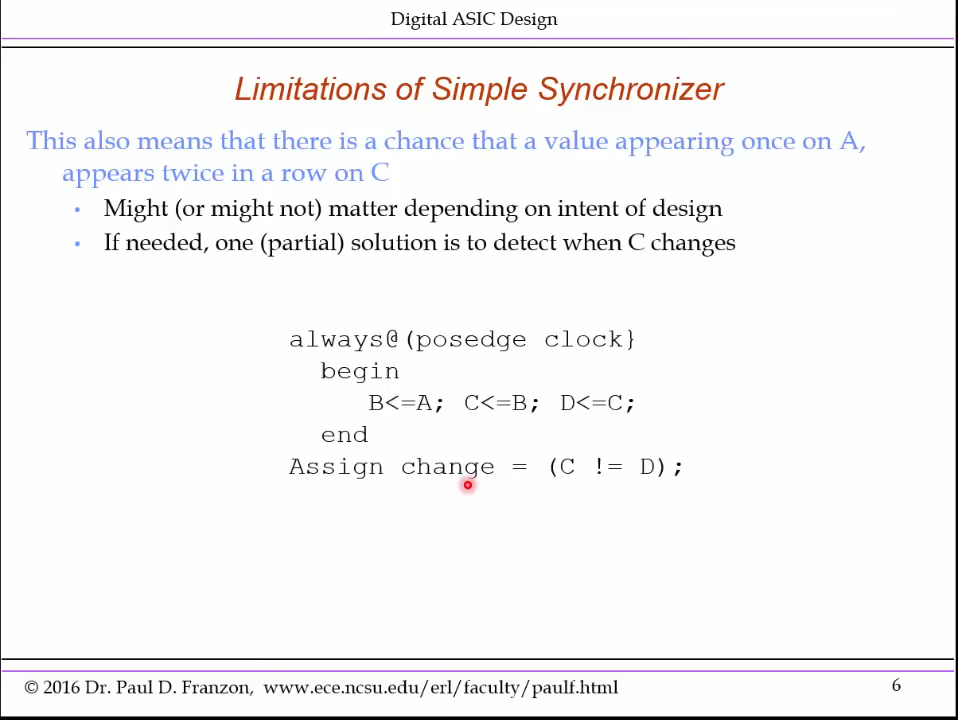 Digital ASIC Design
Limitations of Simple Synchronizer
This also means that there is a chance that a value appearing once on A,
appears twice in a row on C
• Might (or might not) matter depending on intent of design
• If needed, one (partial) solution is to detect when C changes
always@(posedge clock}
begin
B<=A; C<=B; D<=C;
end
Assign change = (C != D);
© 2016 Dr. Paul D. Franzon, www.ece.ncsu.edu/erl/faculty/paulf.html
6